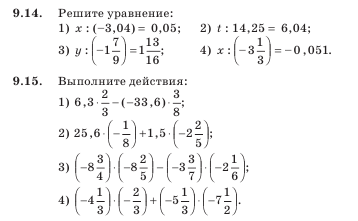 9.14. Решите уравнение:
1) x : (−3,04) = 0,05; 2) t : 14,25 = 6,04;
3) y : (−1 7/9) = 1 13/16; 4) x : (−3 1/3) = −0,051.
9.15. Выполните действия:
1) 6,3 · 2/3 − (−33,6) · 3/8;
2) 25,6 · (−1/8) + 1,5 · (−2 2/5);
3) (−8 3/4) · (−8 2/5) − (−3 3/7) · (−2 1/6);
4) (−4 1/3) · (−2/3) + (−5 1/3) · (−7 1/2).